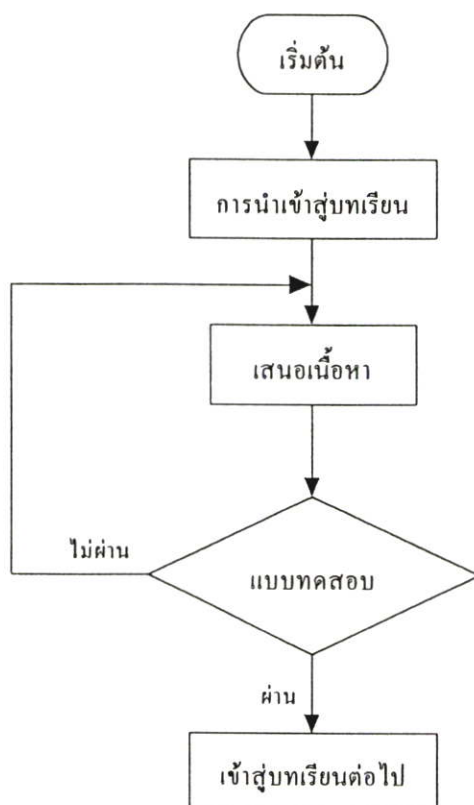 เริ่มต้น
การนำเข้าสู่บทเรียน
เสนอเนื้อหา
ไม่ผ่าน
แบบทดสอบ
ผ่าน
เข้าสู่บทเรียนต่อไป